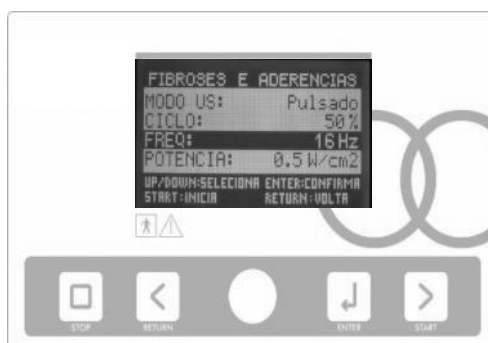 FIBROSES E ADERENCIAS
MODO US: Pulsado
CICLO: 50%
FREQ: 16Hz
POTENCIA: 0.5W/cm2
UP/DOWN:SELECIONA ENTER:CONFIRMA
START:INICIA RETURN:VOLTA
STOP RETURN ENTER START